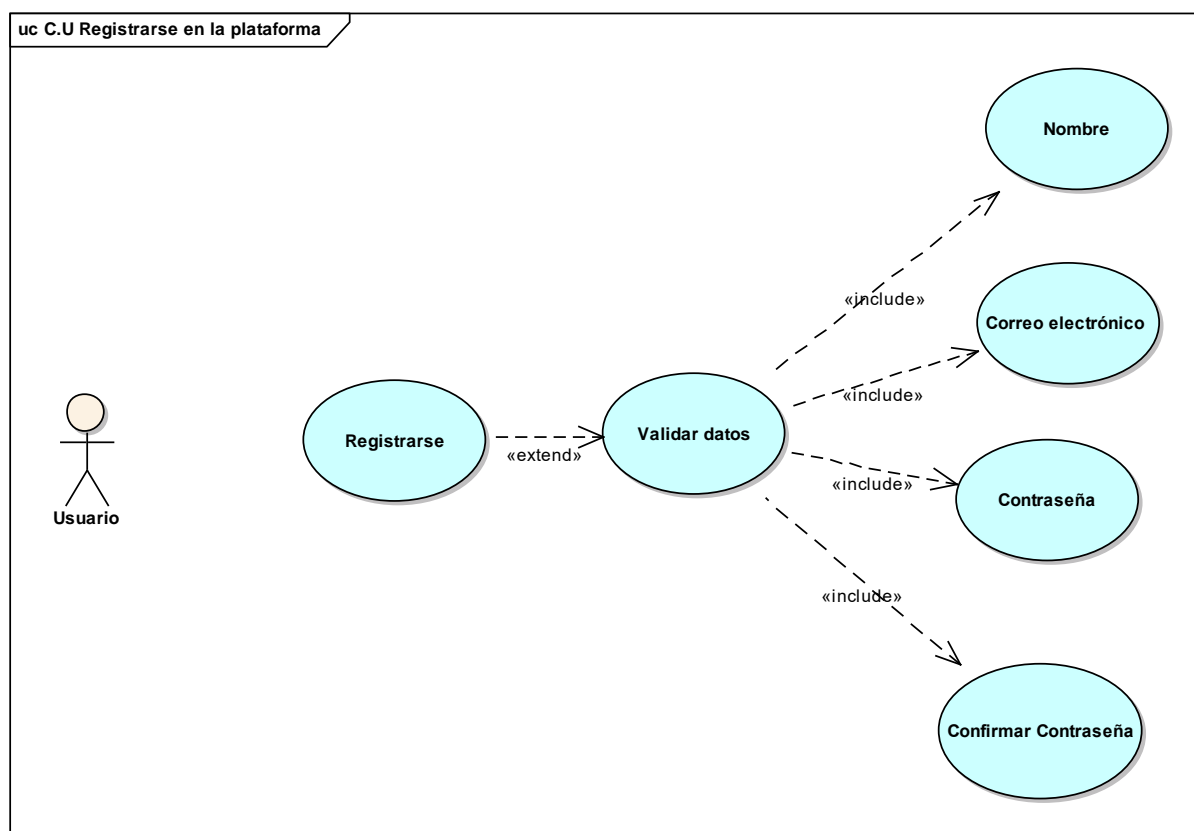 uc C.U Registrarse en la plataforma
Nombre
«include»
Correo electrónico
«include»
Registrarse
«extend»
Validar datos
«include»
Contraseña
Usuario
«include»
Confirmar Contraseña